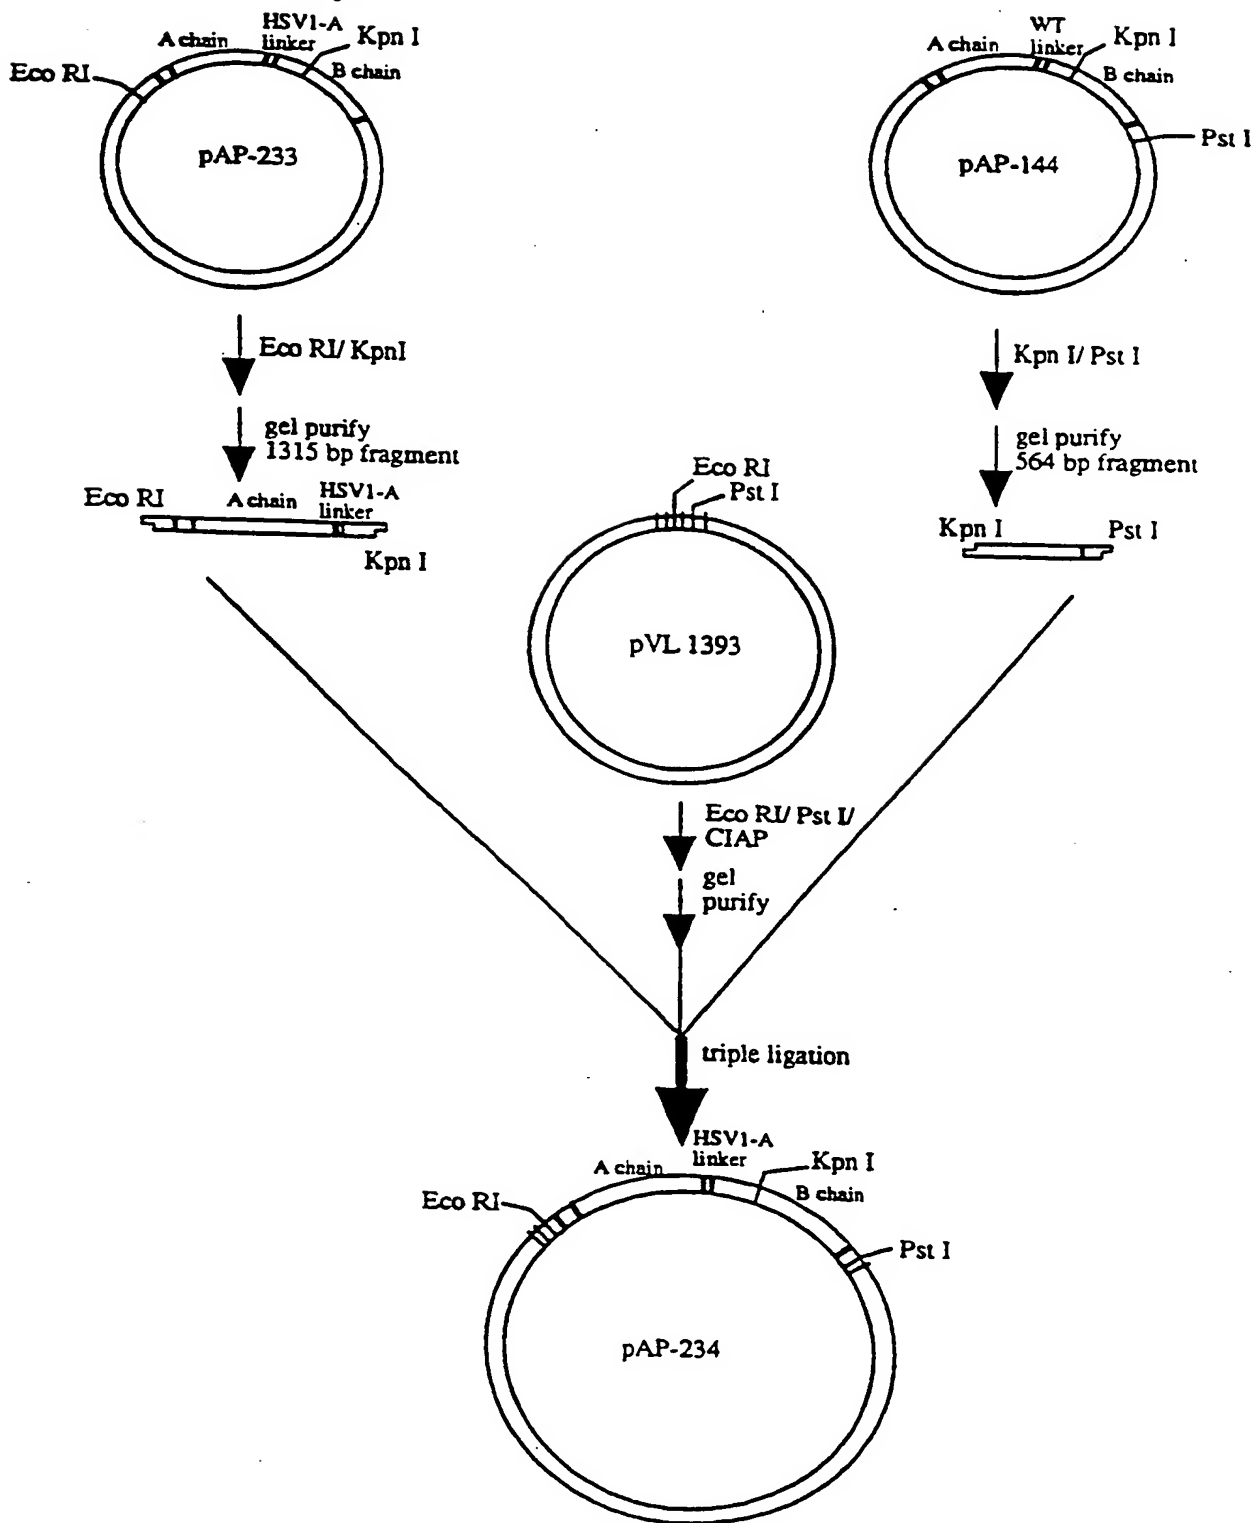 HSV1-A
linker
A chain
Kpn I
Eco RI
B chain
pAP-233
WT
linker
A chain
Kpn I
B chain
Pst I
pAP-144
Eco RI/ KpnI
gel purify
1315 bp fragment
Eco RI
A chain
HSV1-A
linker
Kpn I
Kpn I/ Pst I
gel purify
564 bp fragment
Kpn I
Pst I
Eco RI
Pst I
pVL 1393
Eco RI/ Pst I/
CIAP
gel
purify
triple ligation
HSV1-A
linker
A chain
Kpn I
B chain
Eco RI
Pst I
pAP-234